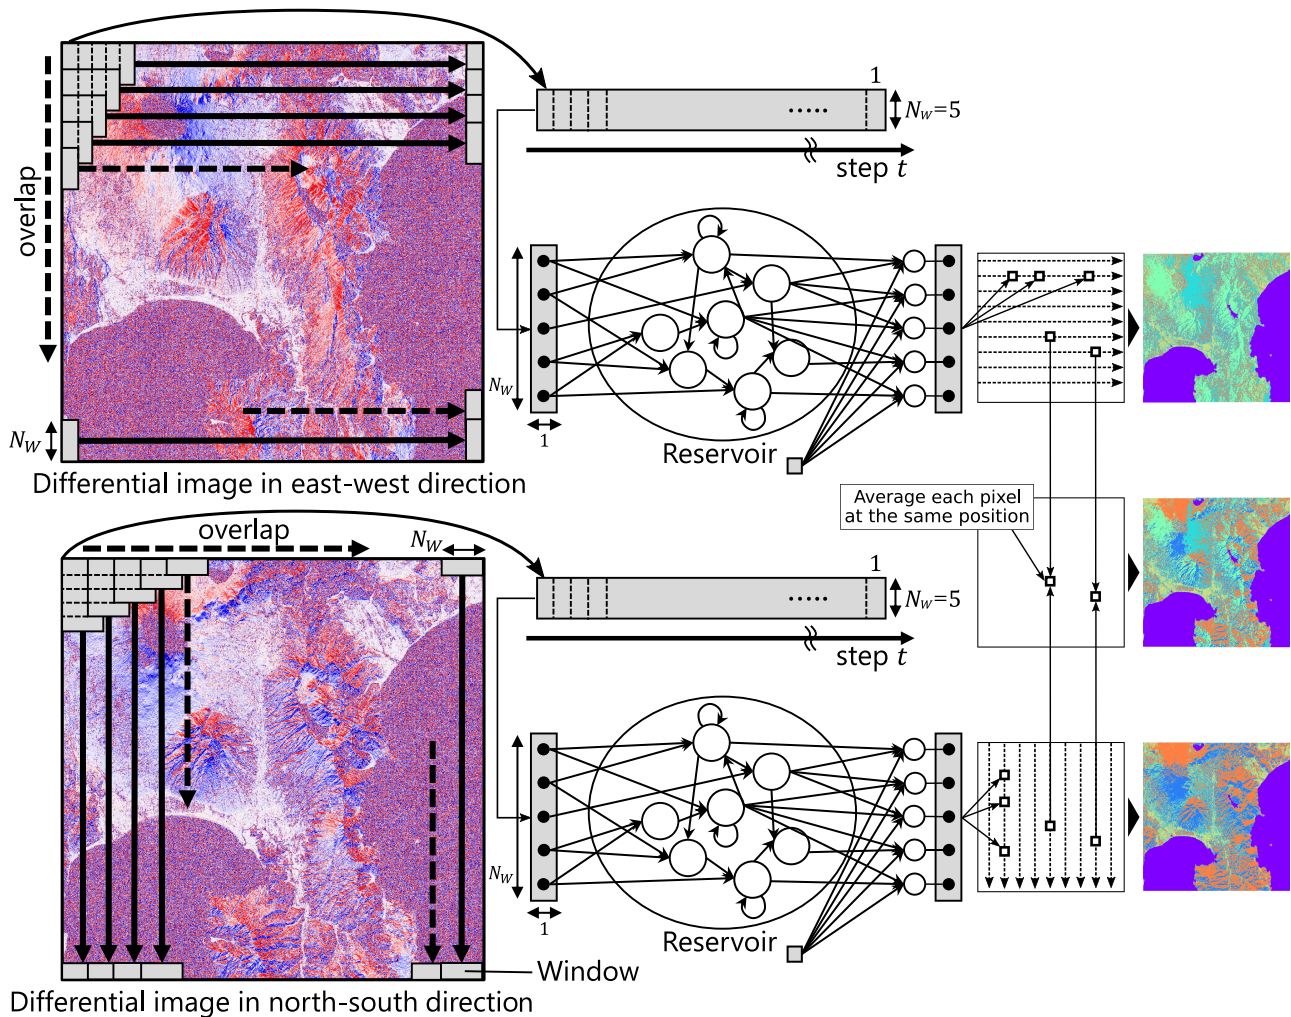 overlap
N_W
Differential image in east-west direction
1
N_W=5
step t
N_W
1
Reservoir
Average each pixel
at the same position
overlap
N_W
Window
Differential image in north-south direction
1
N_W=5
step t
N_W
1
Reservoir